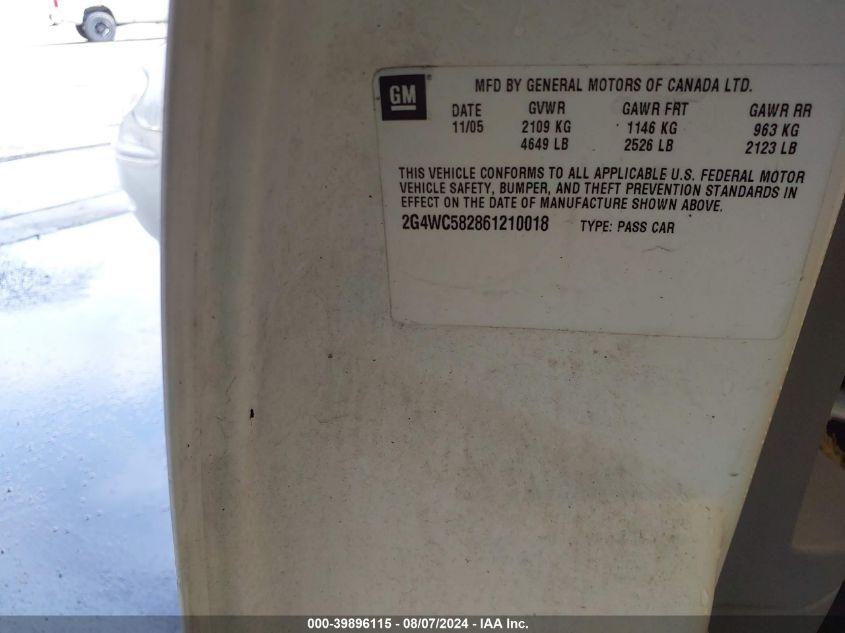 GM
MFD BY GENERAL MOTORS OF CANADA LTD.
DATE GVWR GAWR FRT GAWR RR
11/05 2109 KG 1146 KG 963 KG
4649 LB 2526 LB 2123 LB
THIS VEHICLE CONFORMS TO ALL APPLICABLE U.S. FEDERAL MOTOR
VEHICLE SAFETY, BUMPER, AND THEFT PREVENTION STANDARDS IN
EFFECT ON THE DATE OF MANUFACTURE SHOWN ABOVE.
2G4WC582861210018 TYPE: PASS CAR
000-39896115 - 08/07/2024 - IAA Inc.